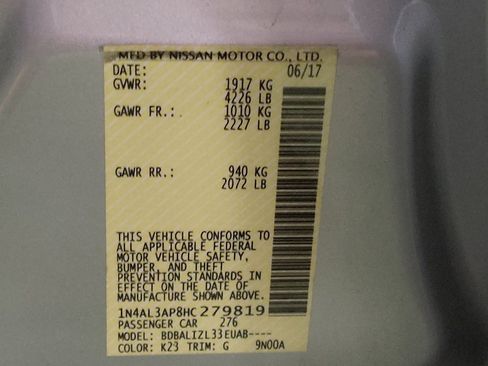 MFD BY NISSAN MOTOR CO., LTD.
DATE: 06/17
GVWR: 1917 KG
4226 LB
GAWR FR.: 1010 KG
2227 LB
GAWR RR.: 940 KG
2072 LB
THIS VEHICLE CONFORMS TO
ALL APPLICABLE FEDERAL
MOTOR VEHICLE SAFETY,
BUMPER, AND THEFT
PREVENTION STANDARDS IN
EFFECT ON THE DATE OF
MANUFACTURE SHOWN ABOVE.
1N4AL3AP8HC279819
PASSENGER CAR 276
MODEL: BDBALIZL33EUAB----
COLOR: K23 TRIM: G 9N00A